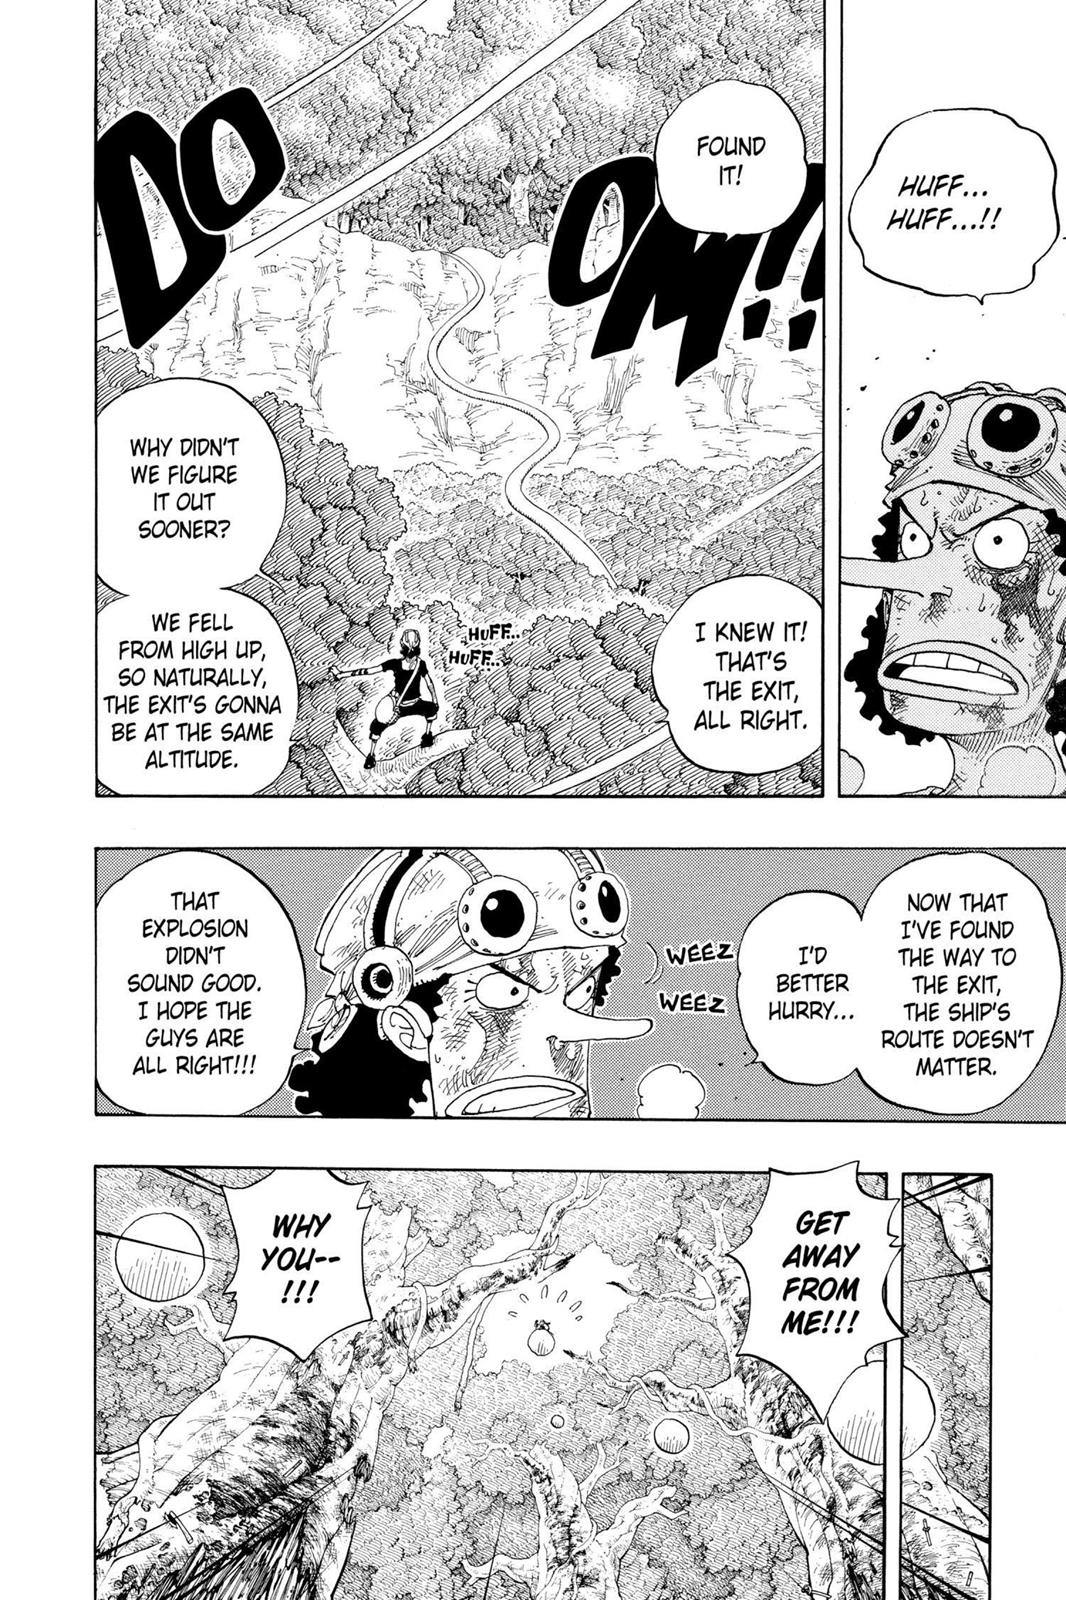 HUFF...
HUFF...!!
FOUND
IT!
DOOM!!
I KNEW IT!
THAT'S
THE EXIT,
ALL RIGHT.
HUFF...
HUFF...
WHY DIDN'T
WE FIGURE
IT OUT
SOONER?
WE FELL
FROM HIGH UP,
SO NATURALLY,
THE EXIT'S GONNA
BE AT THE SAME
ALTITUDE.
NOW THAT
I'VE FOUND
THE WAY TO
THE EXIT,
THE SHIP'S
ROUTE DOESN'T
MATTER.
I'D
BETTER
HURRY...
WEEZ
WEEZ
THAT
EXPLOSION
DIDN'T
SOUND GOOD.
I HOPE THE
GUYS ARE
ALL RIGHT!!!
GET
AWAY
FROM
ME!!!
WHY
YOU--
!!!